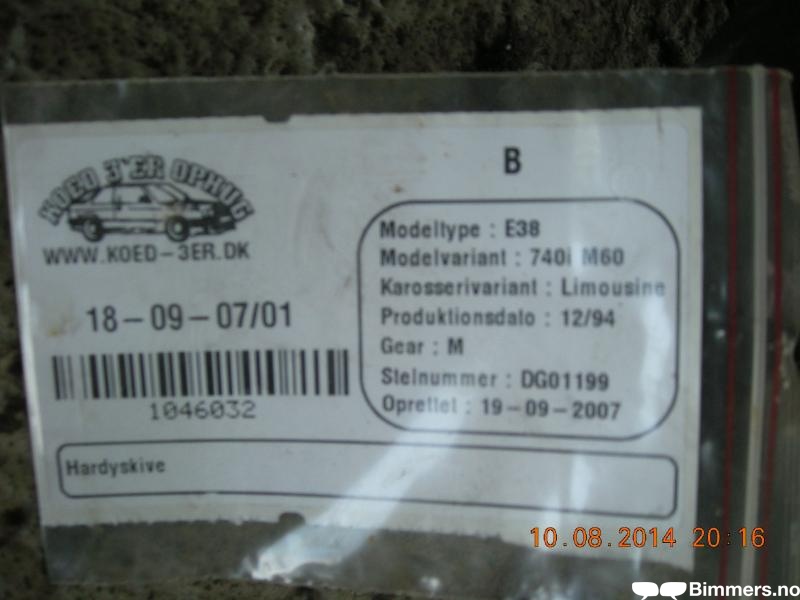 KOED 3'ER OPHUG
WWW.KOED-3ER.DK
18-09-07/01
1046032
B
Modeltype : E38
Modelvariant : 740i M60
Karosserivariant : Limousine
Produktionsdato : 12/94
Gear : M
Stelnummer : DG01199
Oprettet : 19-09-2007
Hardyskive
10.08.2014 20:16
Bimmers.no